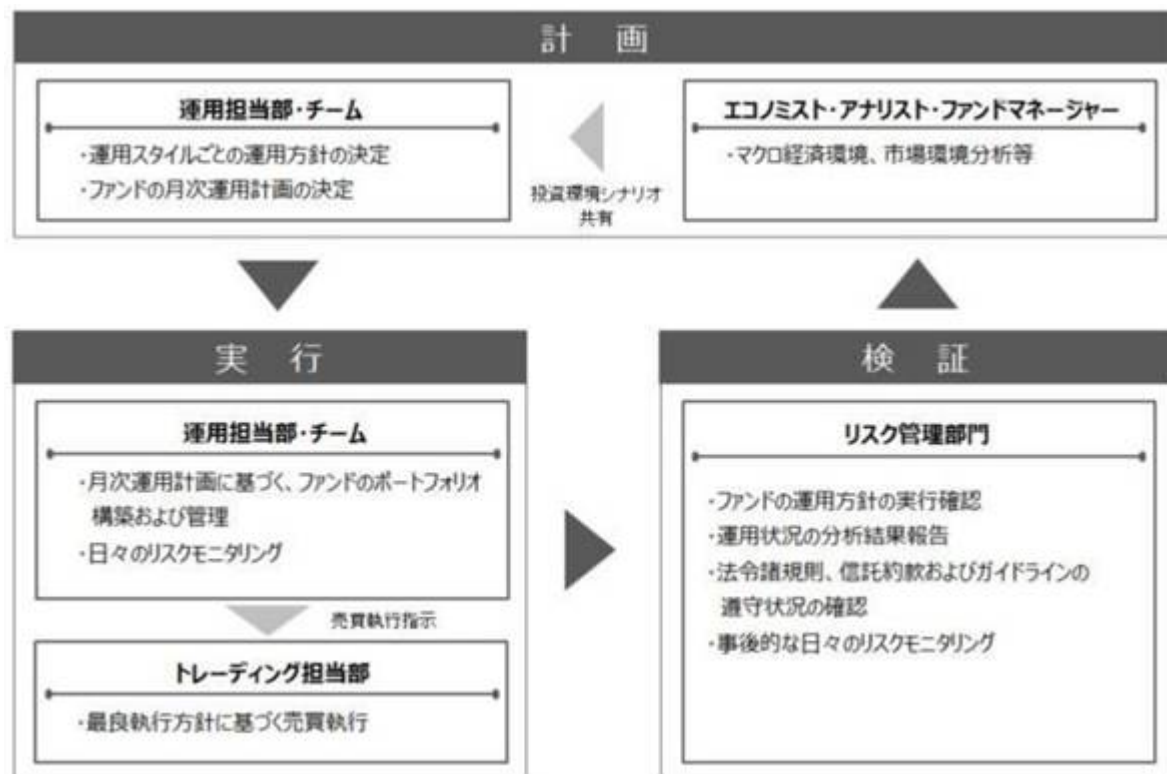 計 画
運用担当部・チーム
・運用スタイルごとの運用方針の決定
・ファンドの月次運用計画の決定
投資環境シナリオ
共有
エコノミスト・アナリスト・ファンドマネージャー
・マクロ経済環境、市場環境分析等
実 行
運用担当部・チーム
・月次運用計画に基づく、ファンドのポートフォリオ
構築および管理
・日々のリスクモニタリング
売買執行指示
トレーディング担当部
・最良執行方針に基づく売買執行
検 証
リスク管理部門
・ファンドの運用方針の実行確認
・運用状況の分析結果報告
・法令諸規則、信託約款およびガイドラインの
遵守状況の確認
・事後的な日々のリスクモニタリング